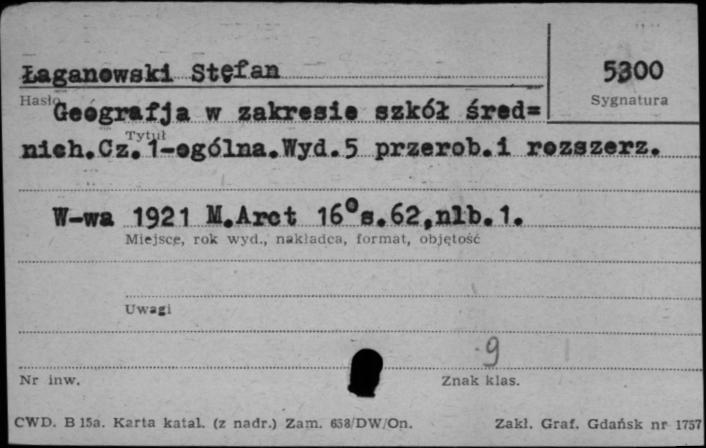 Łaganowski Stęfan
5300
Hasło
Sygnatura
Geografja w zakresie szkół śred=
Tytuł
nich.Cz.1-ogólna.Wyd.5 przerob.i rozszerz.
W-wa 1921 M.Arct 16°s.62,nlb.1.
Miejsce, rok wyd., nakładca, format, objętość
Uwagi
9
Nr inw.
Znak klas.
CWD. B 15a. Karta katal. (z nadr.) Zam. 658/DW/On.
Zakł. Graf. Gdańsk nr 1757